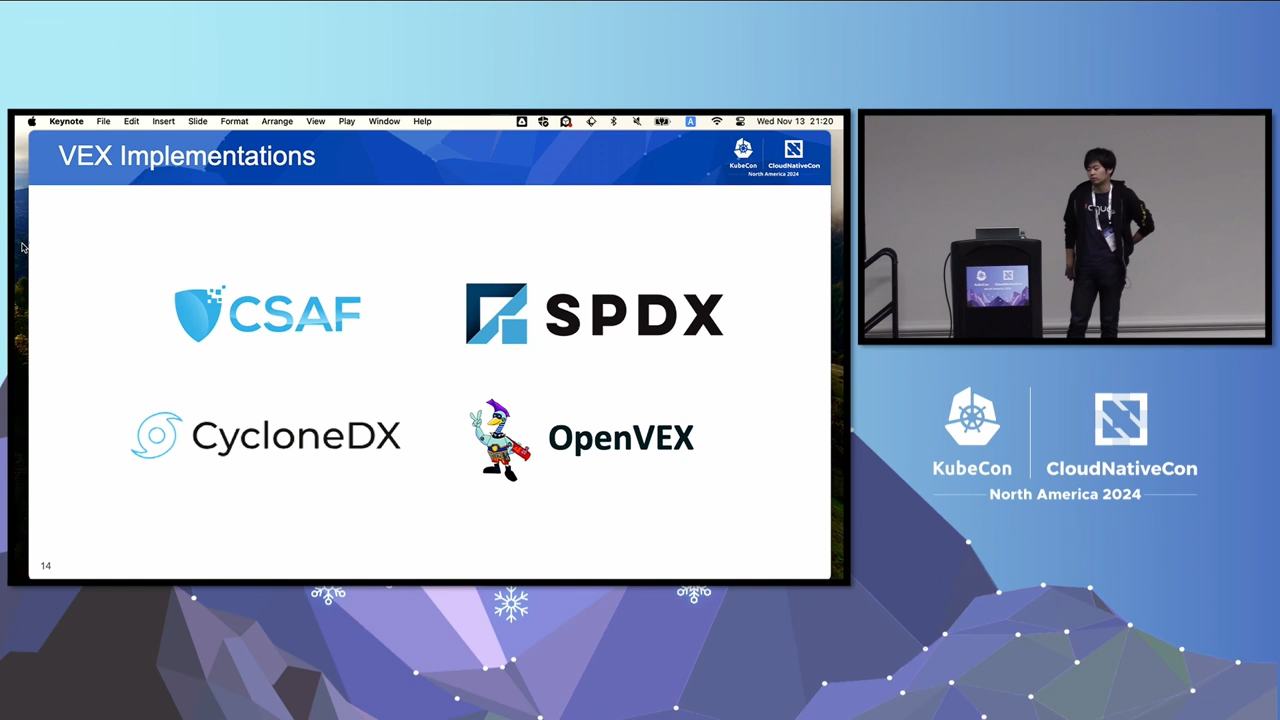 Keynote File Edit Insert Slide Format Arrange View Play Window Help A Wed Nov 13 21:20
VEX Implementations
KubeCon CloudNativeCon
North America 2024
CSAF
SPDX
CycloneDX
OpenVEX
14
KubeCon CloudNativeCon
North America 2024